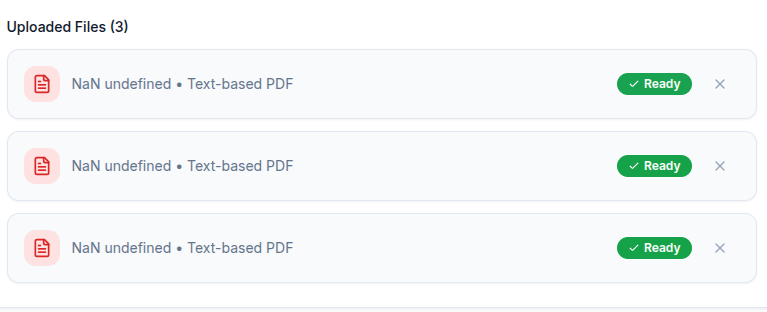 Uploaded Files (3)
NaN undefined • Text-based PDF
✓ Ready
NaN undefined • Text-based PDF
✓ Ready
NaN undefined • Text-based PDF
✓ Ready